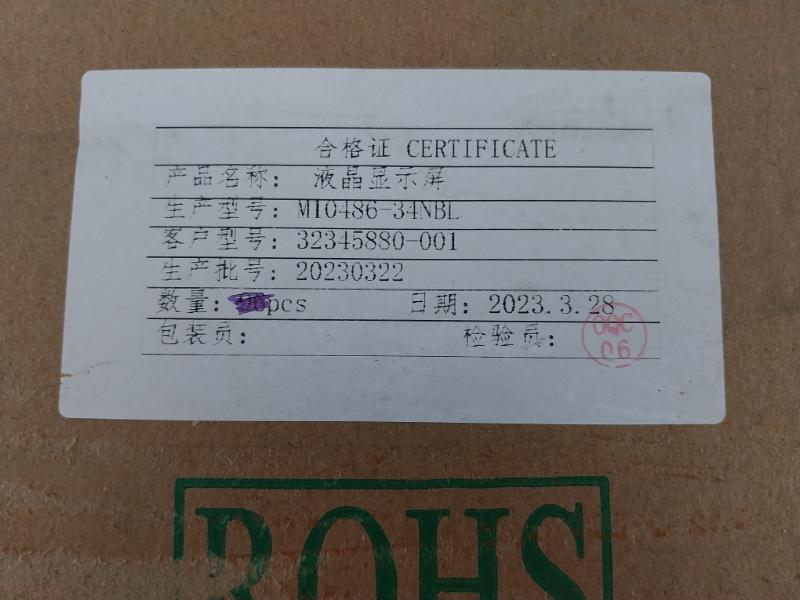 合格证 CERTIFICATE
产品名称： 液晶显示屏
生产型号：MI0486-34NBL
客户型号：32345880-001
生产批号：20230322
数量： pcs 日期：2023.3.28
包装员： 检验员：
OQC
06
ROHS